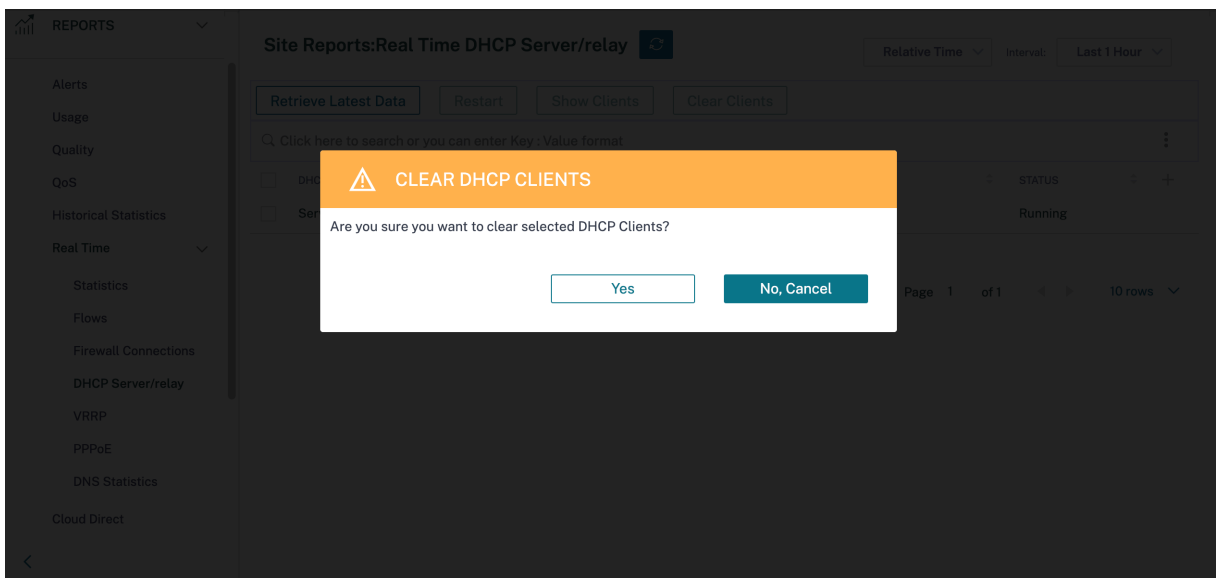 REPORTS
Site Reports:Real Time DHCP Server/relay
Relative Time
Interval:
Last 1 Hour
Alerts
Retrieve Latest Data
Restart
Show Clients
Clear Clients
Usage
Click here to search or you can enter Key : Value format
Quality
CLEAR DHCP CLIENTS
QoS
DHC
STATUS
Historical Statistics
Ser
Running
Are you sure you want to clear selected DHCP Clients?
Real Time
Statistics
Yes
No, Cancel
Page 1 of 1
10 rows
Flows
Firewall Connections
DHCP Server/relay
VRRP
PPPoE
DNS Statistics
Cloud Direct